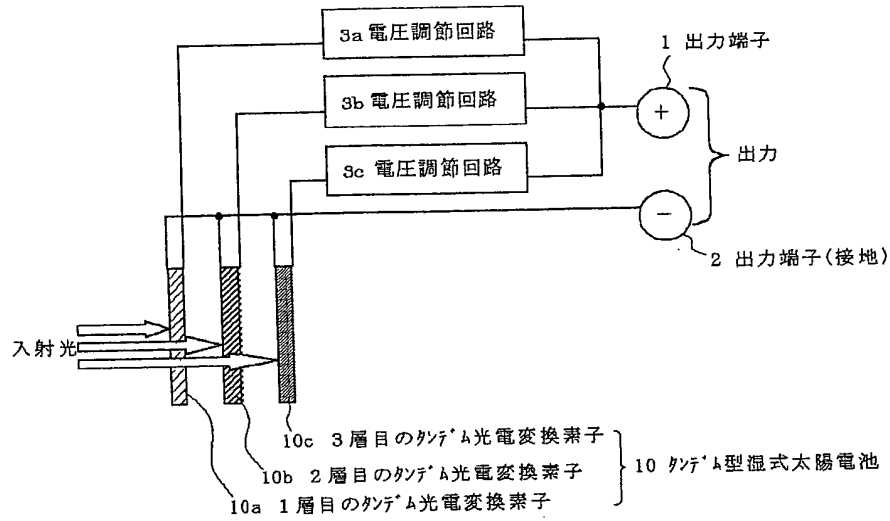 3a 電圧調節回路
1 出力端子
3b 電圧調節回路
+
3c 電圧調節回路
出力
−
2 出力端子(接地)
入射光
10c 3層目のﾀﾝﾃﾞﾑ光電変換素子
10b 2層目のﾀﾝﾃﾞﾑ光電変換素子
10 ﾀﾝﾃﾞﾑ型湿式太陽電池
10a 1層目のﾀﾝﾃﾞﾑ光電変換素子